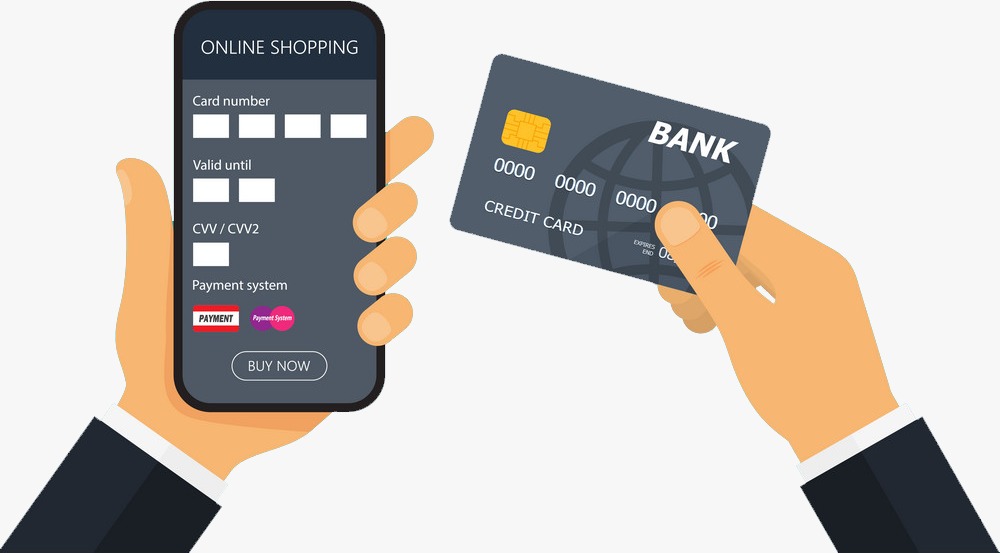 ONLINE SHOPPING
Card number
Valid until
CVV / CVV2
Payment system
PAYMENT
Payment System
BUY NOW
BANK
0000 0000 0000 00
CREDIT CARD
EXPIRES
END